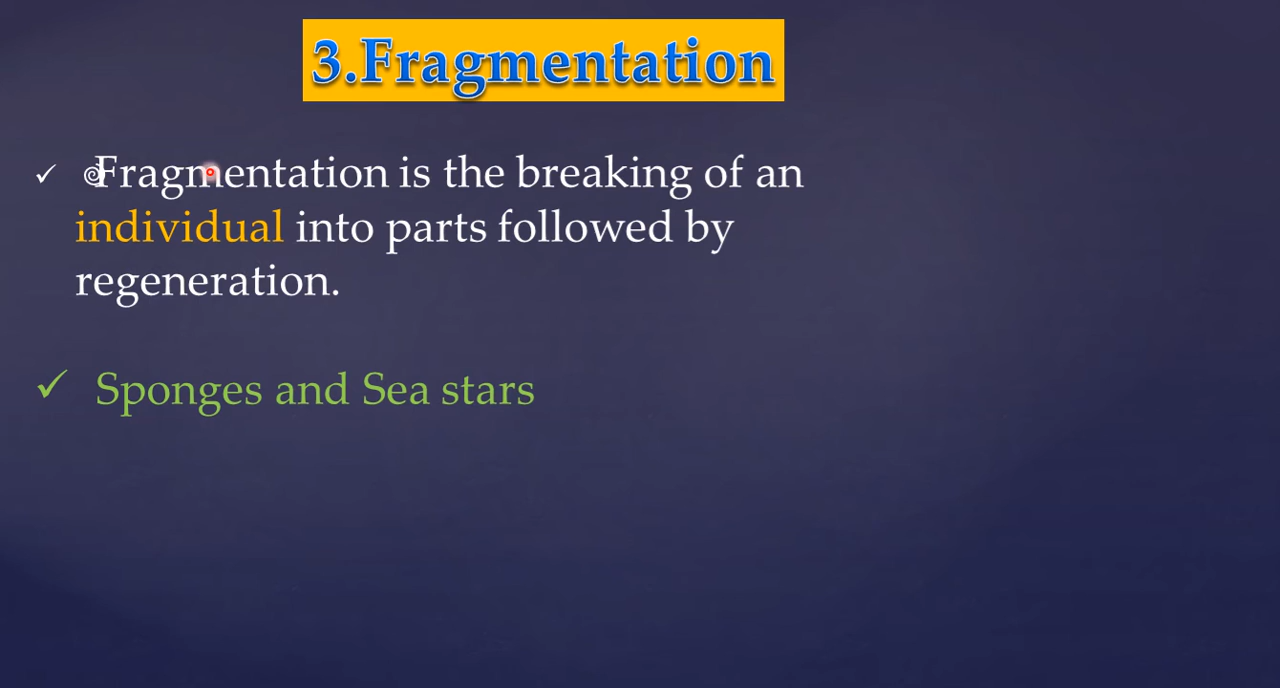 3.Fragmentation
Fragmentation is the breaking of an
individual into parts followed by
regeneration.
Sponges and Sea stars